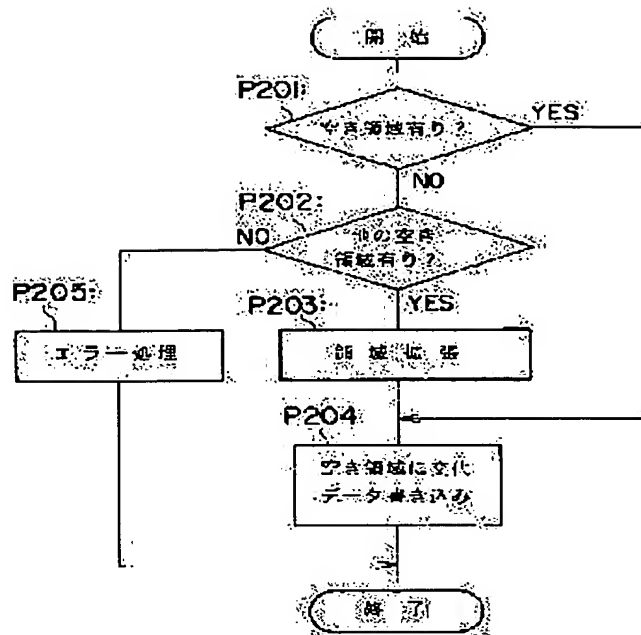 開始
P201:
空き領域有り?
YES
NO
P202:
他の空き
領域有り?
NO
YES
P205:
エラー処理
P203:
領域拡張
P204
空き領域に交代
データ書き込み
終了